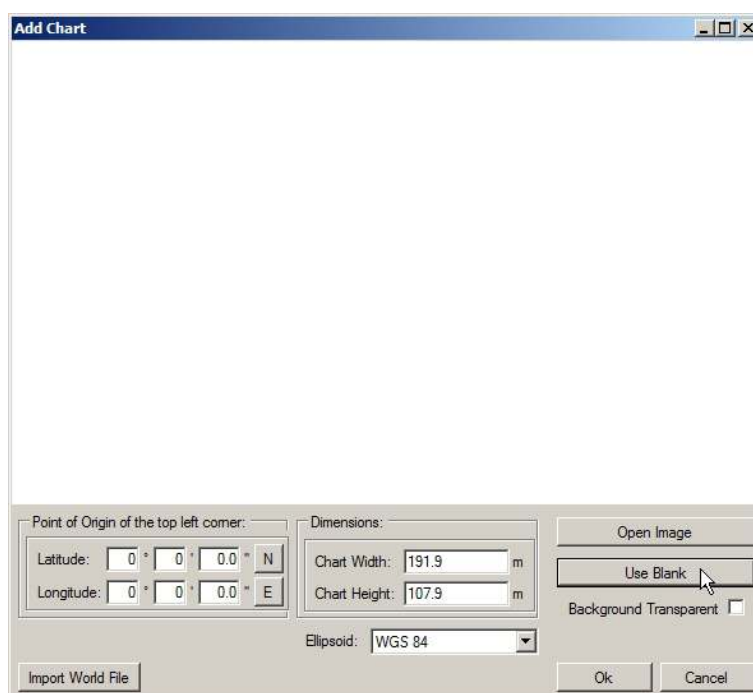 Add Chart
Point of Origin of the top left corner:
Latitude: 0 ° 0 ' 0.0 " N
Longitude: 0 ° 0 ' 0.0 " E
Dimensions:
Chart Width: 191.9 m
Chart Height: 107.9 m
Ellipsoid: WGS 84
Open Image
Use Blank
Background Transparent
Import World File
Ok
Cancel